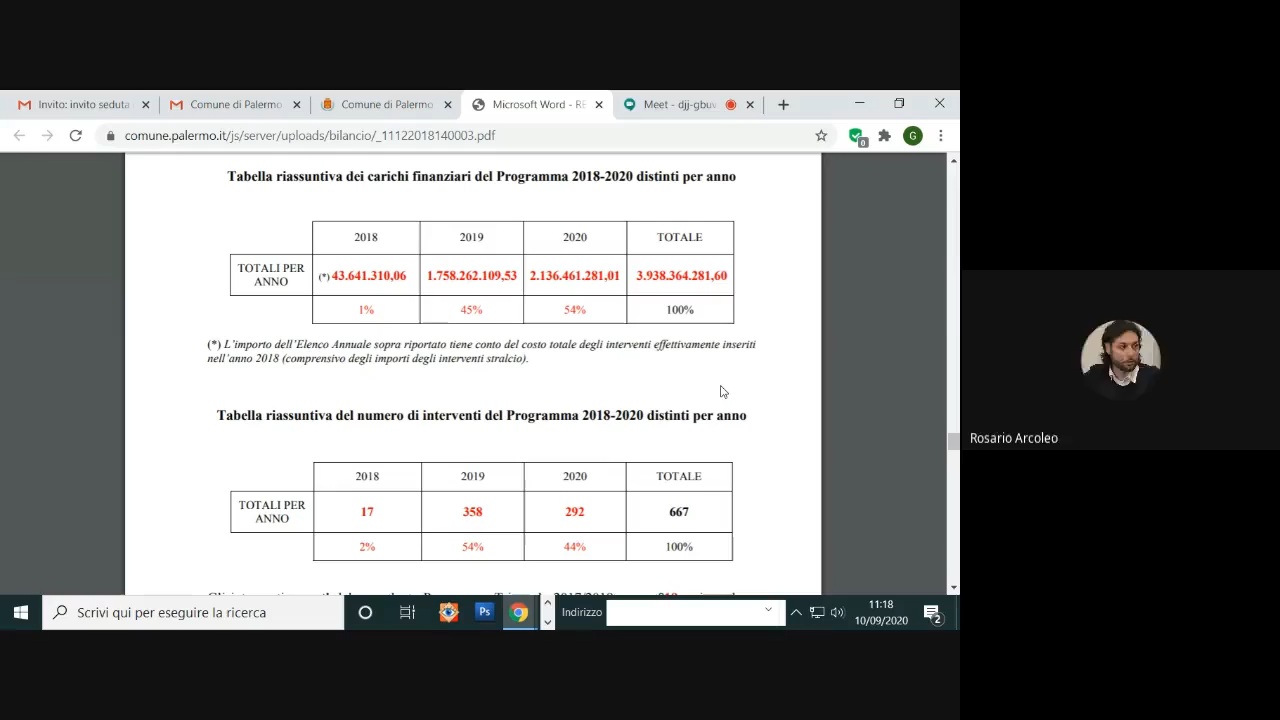 Invito: invito seduta
Comune di Palermo
Comune di Palermo
Microsoft Word - RE
Meet - djj-gbuv
comune.palermo.it/js/server/uploads/bilancio/_11122018140003.pdf
0
G
Tabella riassuntiva dei carichi finanziari del Programma 2018-2020 distinti per anno
2018 2019 2020 TOTALE
TOTALI PER ANNO (*) 43.641.310,06 1.758.262.109,53 2.136.461.281,01 3.938.364.281,60
1% 45% 54% 100%
(*) L'importo dell'Elenco Annuale sopra riportato tiene conto del costo totale degli interventi effettivamente inseriti
nell'anno 2018 (comprensivo degli importi degli interventi stralcio).
Tabella riassuntiva del numero di interventi del Programma 2018-2020 distinti per anno
2018 2019 2020 TOTALE
TOTALI PER ANNO 17 358 292 667
2% 54% 44% 100%
Rosario Arcoleo
Scrivi qui per eseguire la ricerca
Ps
Indirizzo
11:18
10/09/2020
2